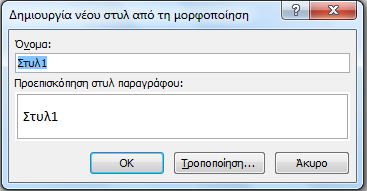 Δημιουργία νέου στυλ από τη μορφοποίηση
Όνομα:
Στυλ1
Προεπισκόπηση στυλ παραγράφου:
Στυλ1
OK Τροποποίηση... Άκυρο